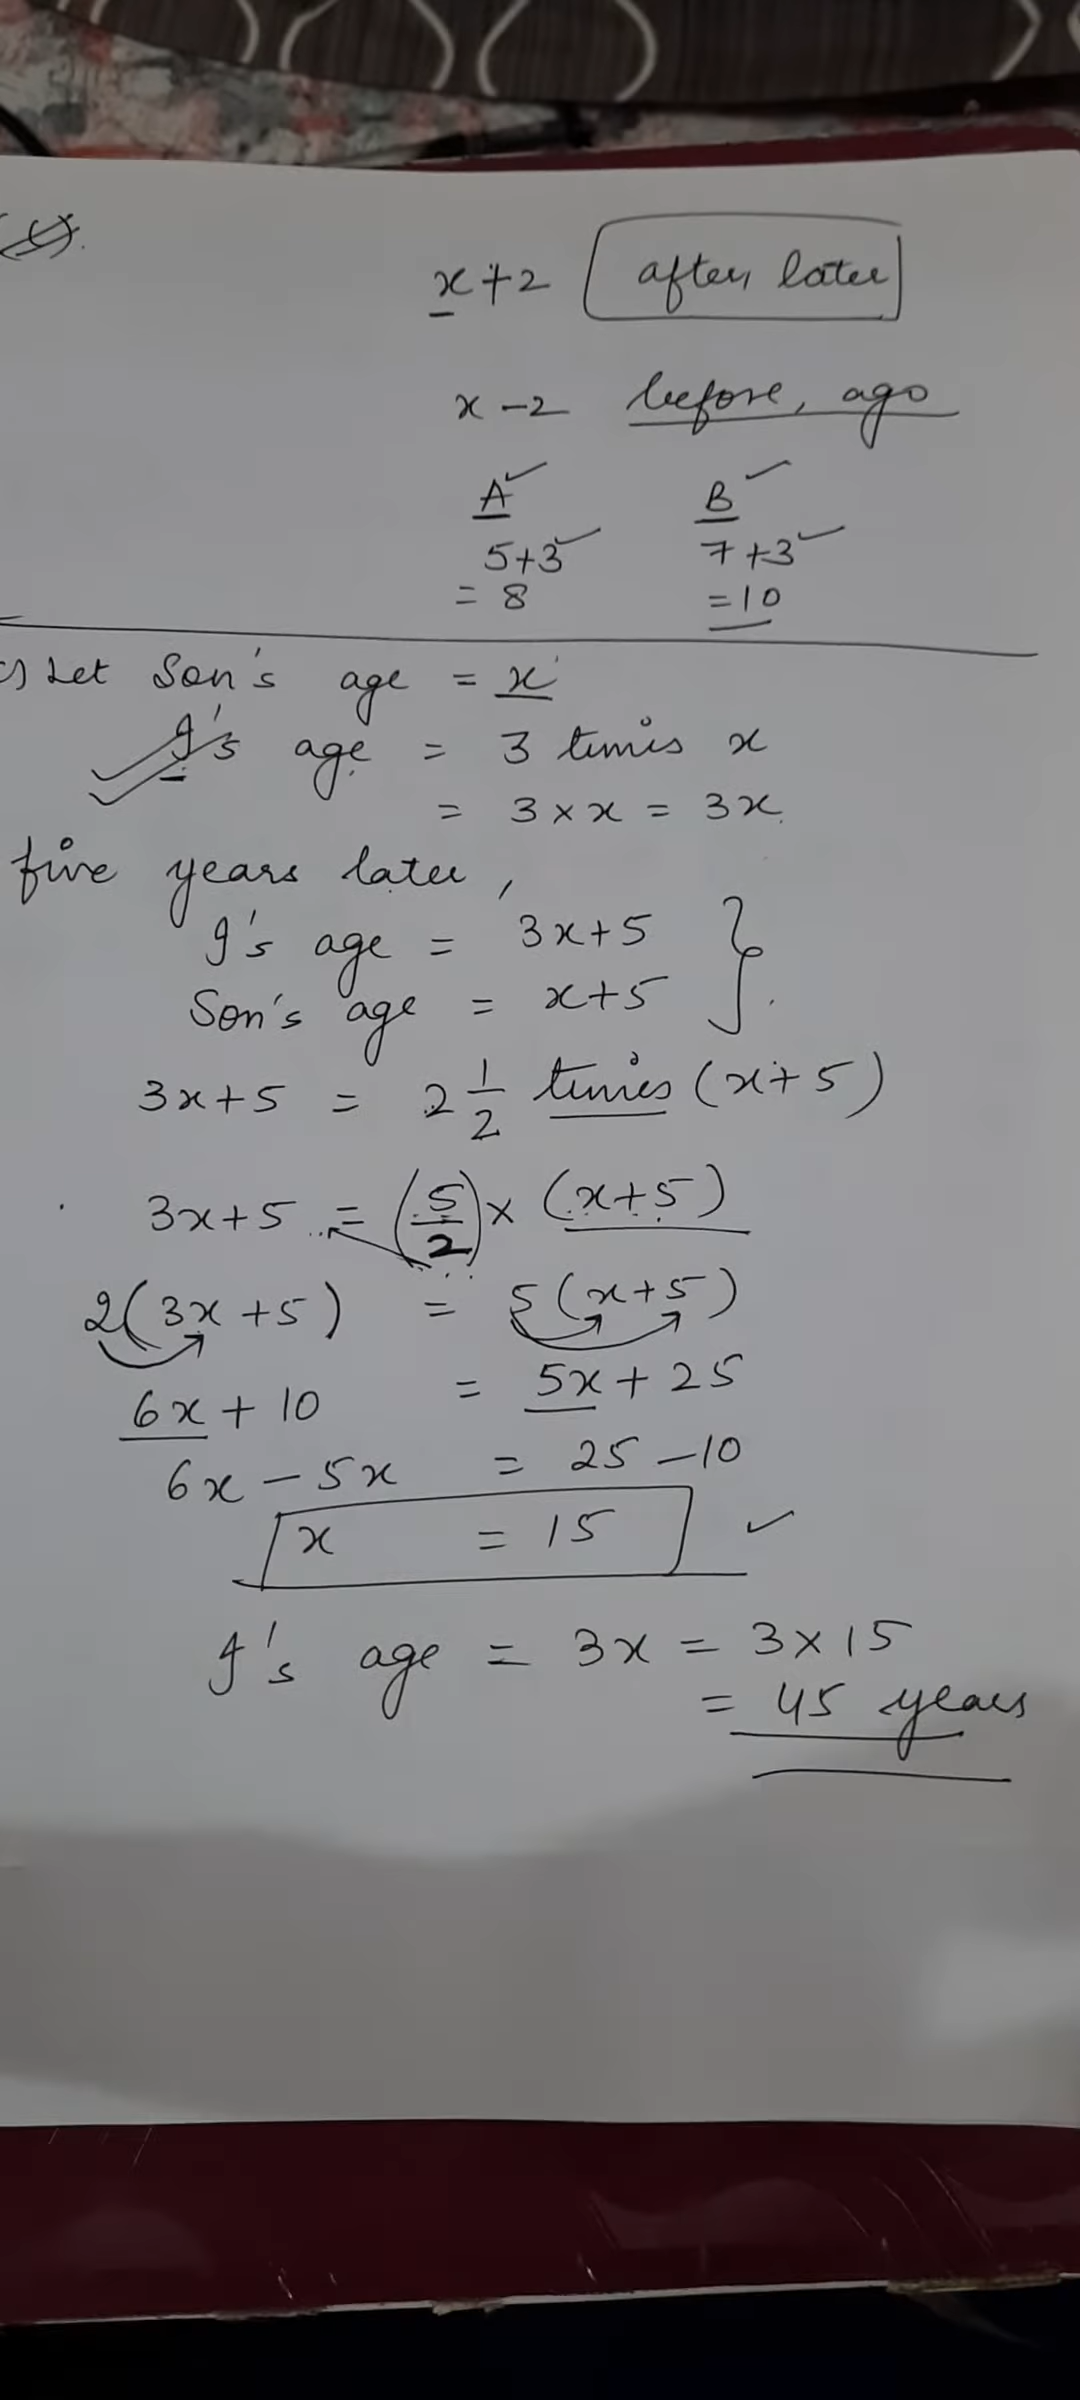 x+2 after, later
x-2 before, ago
A B
5+3 7+3
= 8 =10
c) Let Son's age = x
J's age = 3 times x
= 3 × x = 3x
five years later,
J's age = 3x+5
Son's age = x+5
3x+5 = 2 1/2 times (x+5)
3x+5 = (5/2) × (x+5)
2(3x+5) = 5(x+5)
6x + 10 = 5x + 25
6x - 5x = 25 - 10
x = 15
J's age = 3x = 3×15
= 45 years